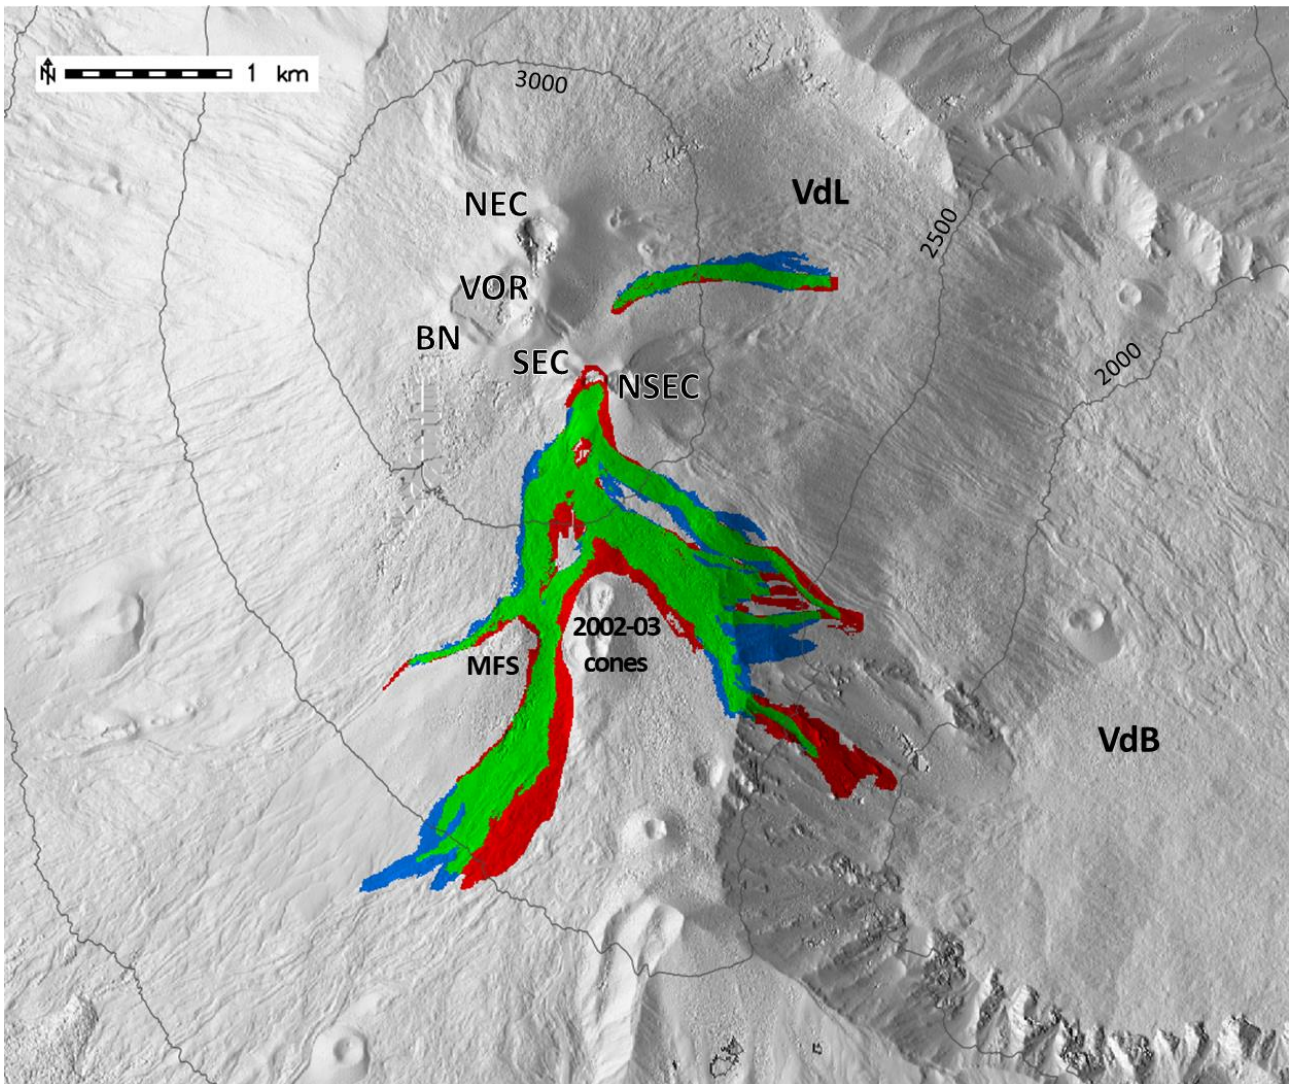 N
1 km
3000
NEC
VdL
2500
VOR
BN
SEC
NSEC
2000
2002-03
cones
MFS
VdB